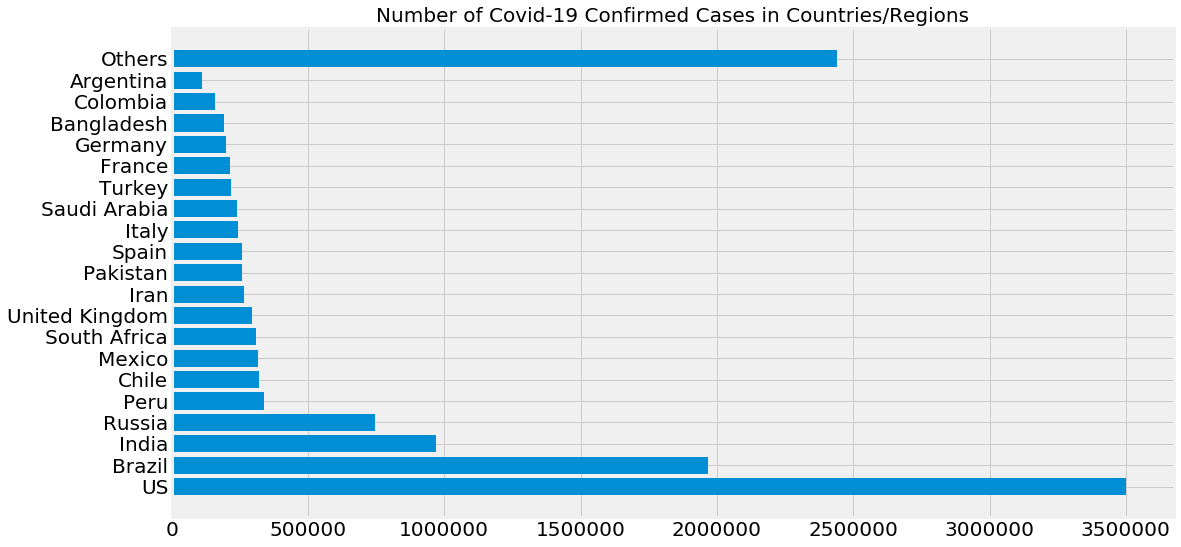 Number of Covid-19 Confirmed Cases in Countries/Regions
Others
Argentina
Colombia
Bangladesh
Germany
France
Turkey
Saudi Arabia
Italy
Spain
Pakistan
Iran
United Kingdom
South Africa
Mexico
Chile
Peru
Russia
India
Brazil
US
0 500000 1000000 1500000 2000000 2500000 3000000 3500000